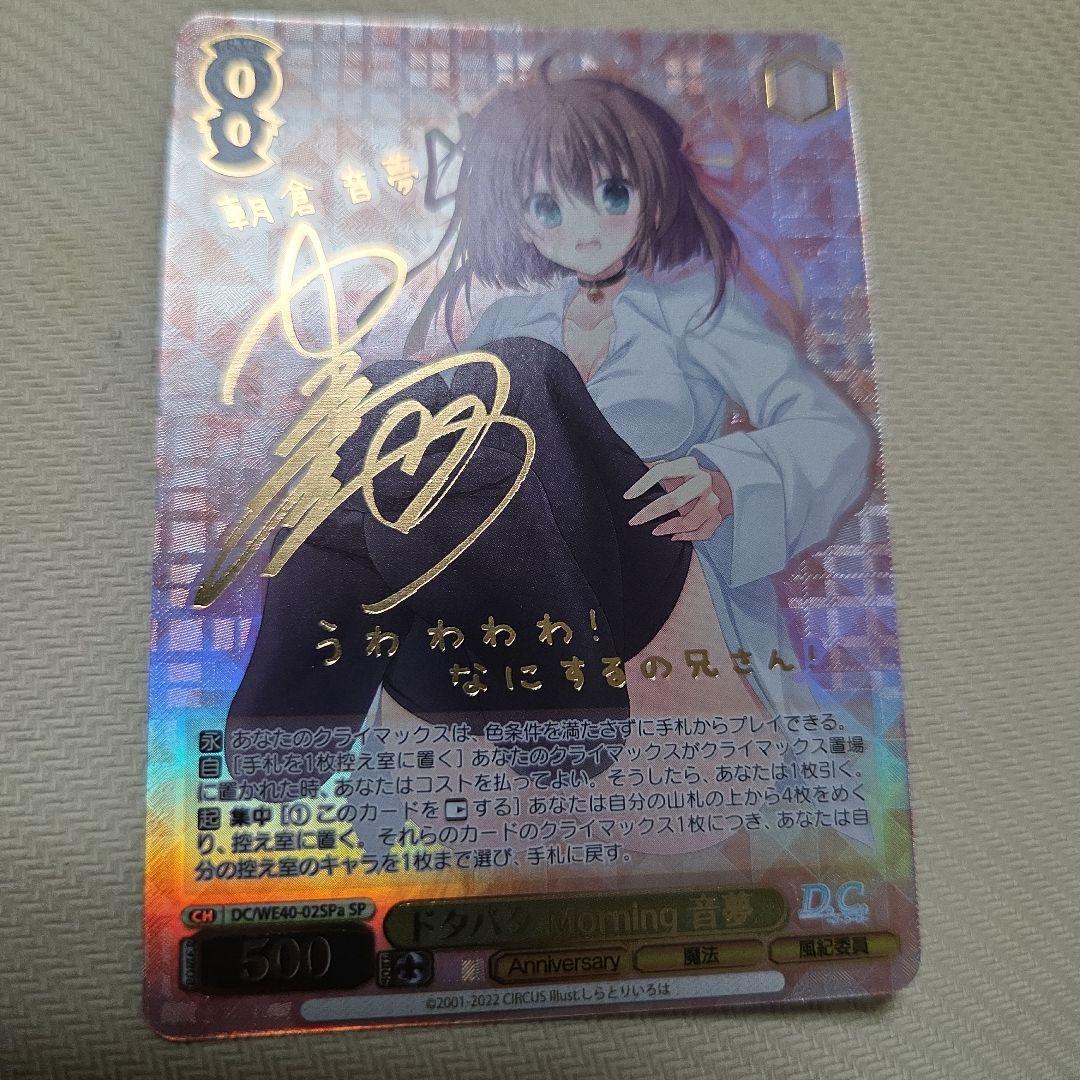 0
0
朝倉 音夢
うわわわわ!
なにするの兄さん!
永 あなたのクライマックスは、色条件を満たさずに手札からプレイできる。
自 [手札を1枚控え室に置く] あなたのクライマックスがクライマックス置場
に置かれた時、あなたはコストを払ってよい。そうしたら、あなたは1枚引く。
起 集中 [① このカードをする] あなたは自分の山札の上から4枚をめく
り、控え室に置く。それらのカードのクライマックス1枚につき、あなたは自
分の控え室のキャラを1枚まで選び、手札に戻す。
CH DC/WE40-02SPa SP
ドタバタ Morning 音夢
D.C.
500
Anniversary 魔法 風紀委員
©2001-2022 CIRCUS Illust.しらとりいろは